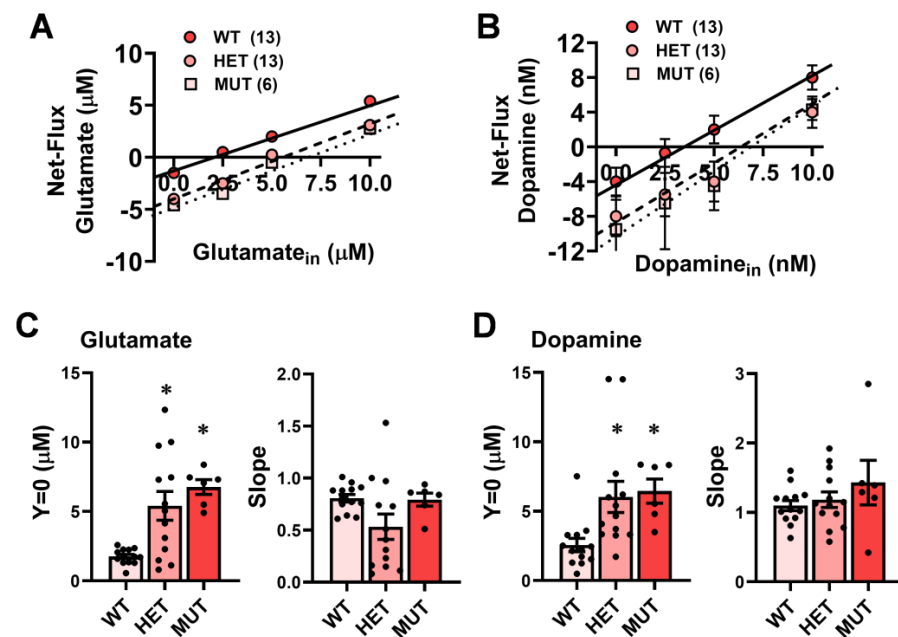 A
WT (13)
HET (13)
MUT (6)
Net-Flux
Glutamate (μM)
10
5
0
-5
-10
0.0 2.5 5.0 7.5 10.0
Glutamatein (μM)
B
WT (13)
HET (13)
MUT (6)
Net-Flux
Dopamine (nM)
12
8
4
0
-4
-8
-12
0.0 2.5 5.0 7.5 10.0
Dopaminein (nM)
C Glutamate
Y=0 (μM)
15
10
5
0
* *
WT HET MUT
Slope
2.0
1.5
1.0
0.5
0.0
WT HET MUT
D Dopamine
Y=0 (μM)
15
10
5
0
* *
WT HET MUT
Slope
3
2
1
0
WT HET MUT